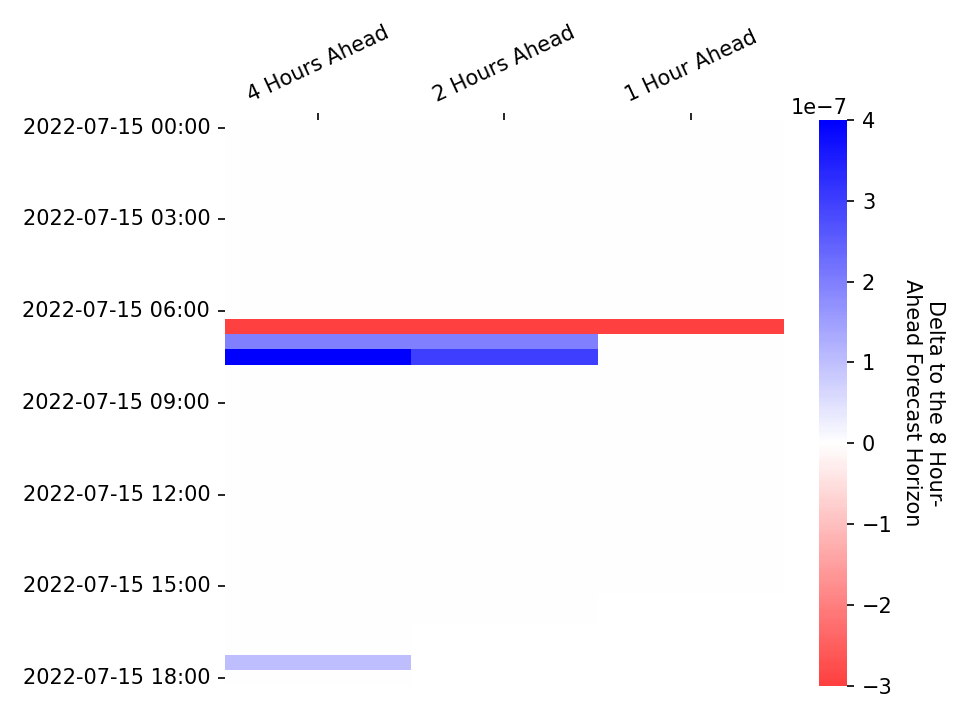 4 Hours Ahead
2 Hours Ahead
1 Hour Ahead
2022-07-15 00:00
2022-07-15 03:00
2022-07-15 06:00
2022-07-15 09:00
2022-07-15 12:00
2022-07-15 15:00
2022-07-15 18:00
1e−7
4
3
2
1
0
−1
−2
−3
Delta to the 8 Hour-
Ahead Forecast Horizon